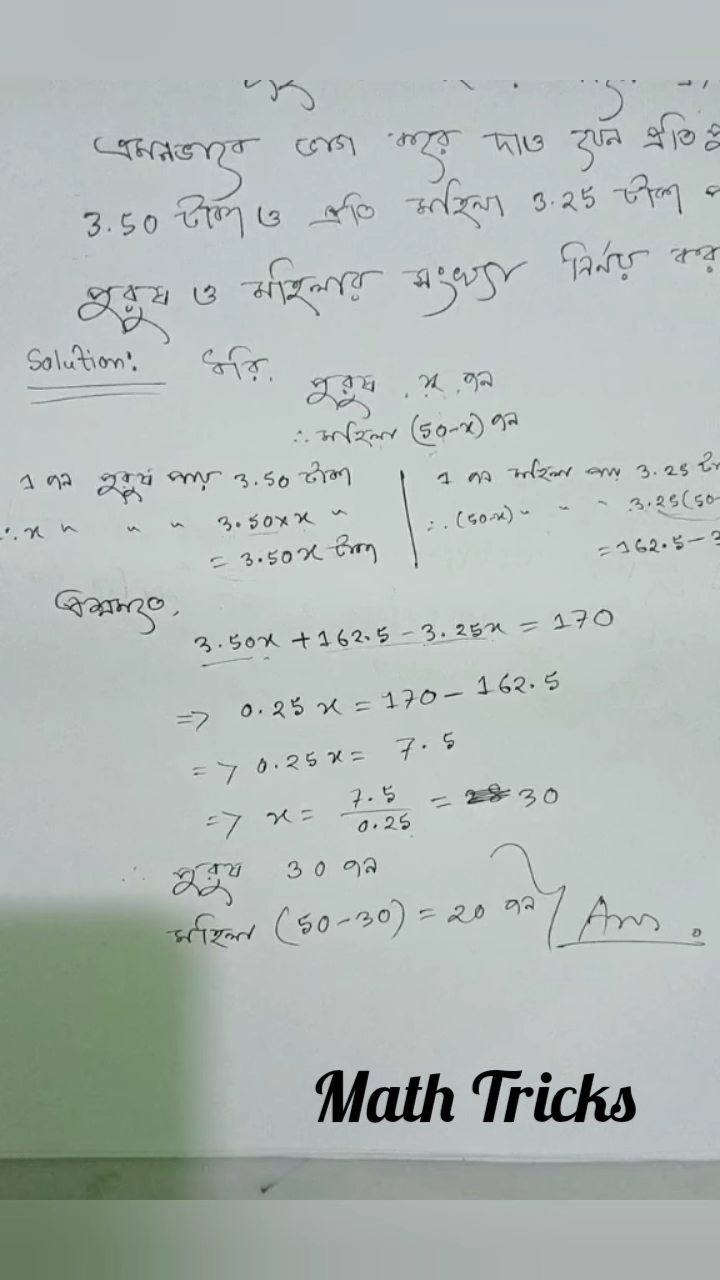 এমনভাবে ভাগ করে দাও যেন প্রতি
3.50 টাকা ও প্রতি মহিলা 3.25 টাকা
পুরুষ ও মহিলার সংখ্যা নির্ণয় কর
Solution: ধরি, পুরুষ x জন
∴ মহিলা (50-x) জন
1 জন পুরুষ পায় 3.50 টাকা
∴ x " " " 3.50×x "
= 3.50x টাকা
1 জন মহিলা পায় 3.25
∴ (50-x) " " " 3.25(50-
= 162.5 - 3
প্রশ্নমতে,
3.50x + 162.5 - 3.25x = 170
=> 0.25x = 170 - 162.5
=> 0.25x = 7.5
=> x = 7.5/0.25 = 30
∴ পুরুষ 30 জন
মহিলা (50-30) = 20 জন Ans.
Math Tricks